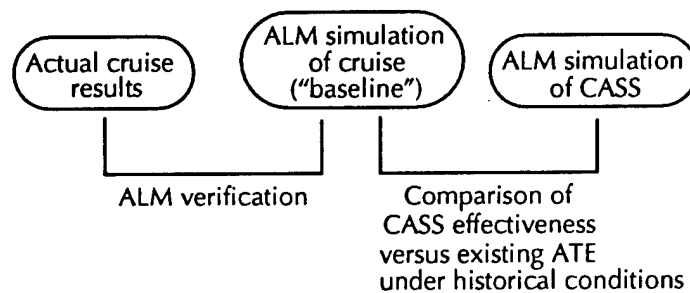 Actual cruise
results
ALM simulation
of cruise
("baseline")
ALM simulation
of CASS
ALM verification
Comparison of
CASS effectiveness
versus existing ATE
under historical conditions